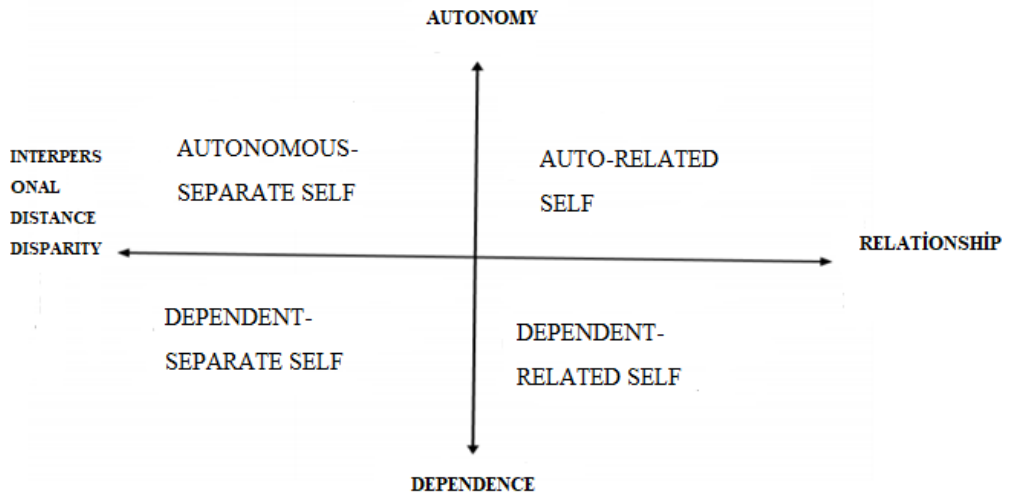 AUTONOMY
INTERPERS
ONAL
DISTANCE
DISPARITY
AUTONOMOUS-
SEPARATE SELF
AUTO-RELATED
SELF
RELATİONSHİP
DEPENDENT-
SEPARATE SELF
DEPENDENT-
RELATED SELF
DEPENDENCE